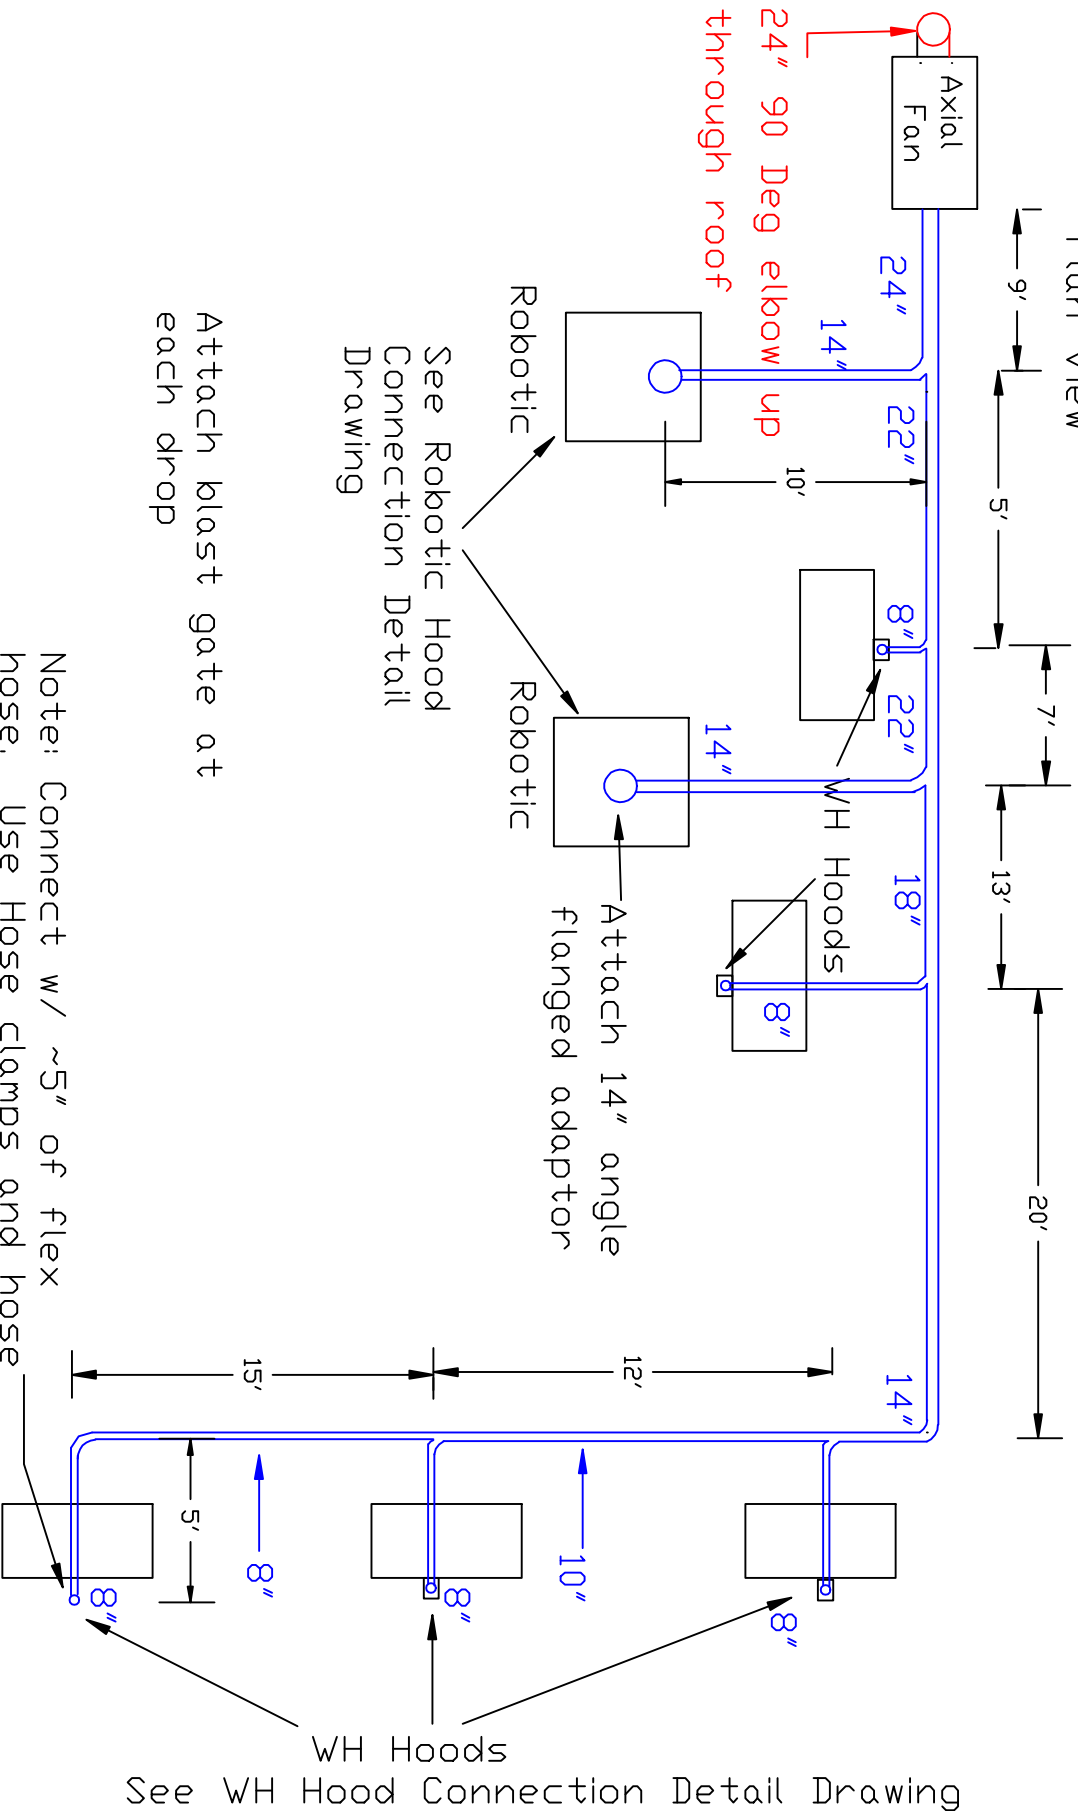 Plan View
24" 90 Deg elbow up
through roof
Axial
Fan
9'
24"
14"
5'
22"
10'
Robotic
See Robotic Hood
Connection Detail
Drawing
Attach blast gate at
each drop
8"
7'
22"
14"
Robotic
WH Hoods
13'
18"
8"
Attach 14" angle
flanged adaptor
20'
14"
Note: Connect w/ ~5" of flex
hose. Use Hose clamps and hose
12'
15'
5'
8"
10"
8"
8"
8"
WH Hoods
See WH Hood Connection Detail Drawing